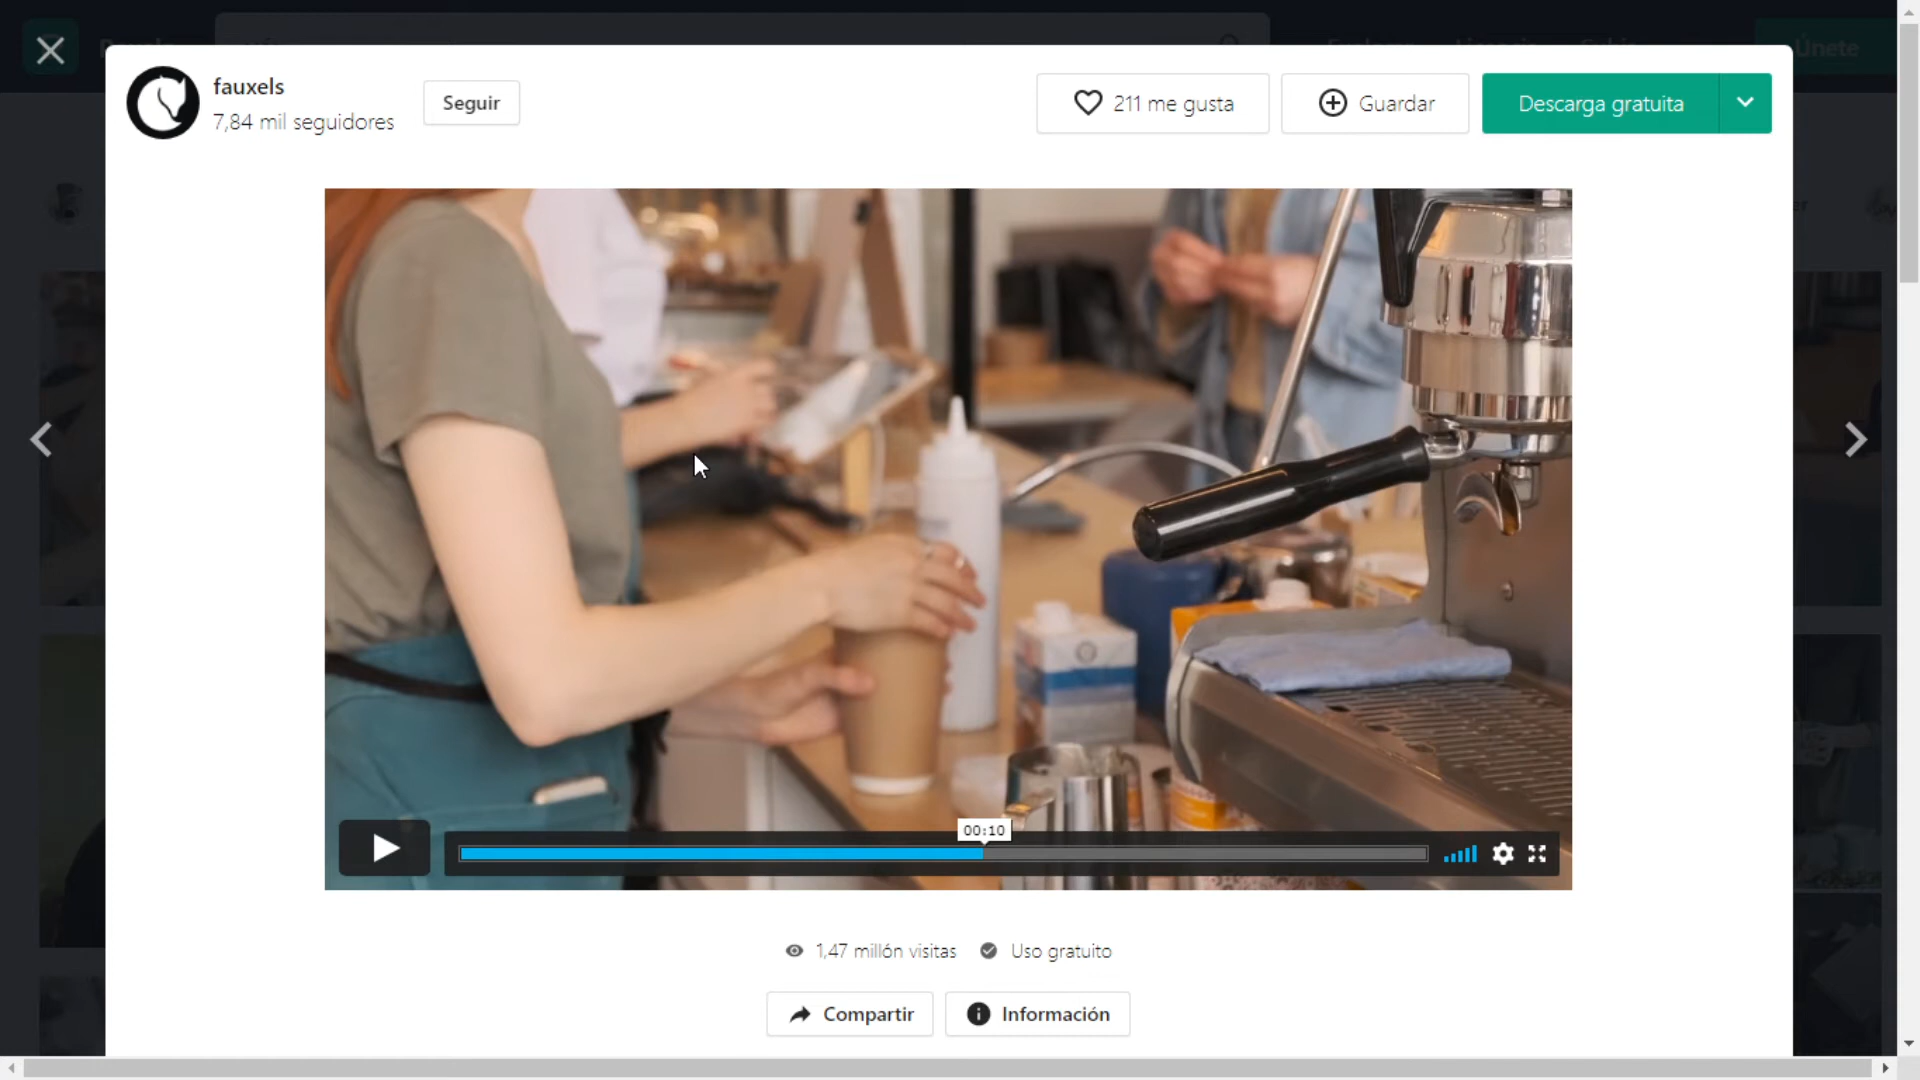 Únete
fauxels
7,84 mil seguidores
Seguir
211 me gusta
Guardar
Descarga gratuita
00:10
1,47 millón visitas
Uso gratuito
Compartir
Información